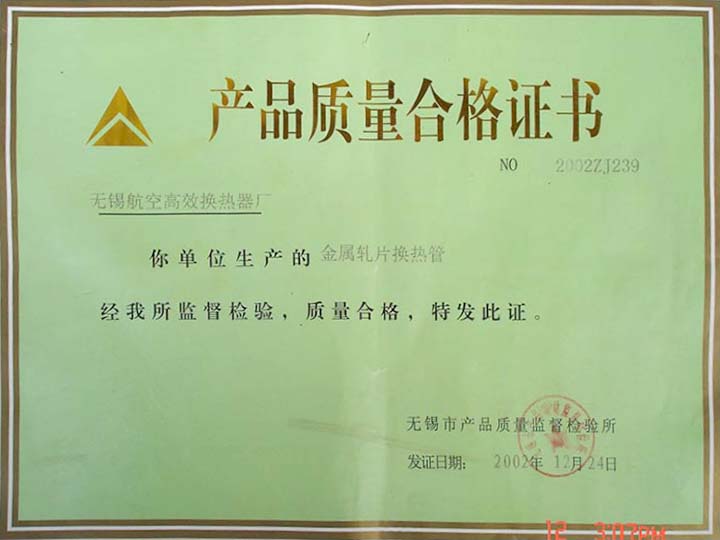 产品质量合格证书
NO 2002ZJ239
无锡航空高效换热器厂
你单位生产的 金属轧片换热管
经我所监督检验，质量合格，特发此证。
无锡市产品质量监督检验所
发证日期： 2002年 12月24日
12 3:07PM